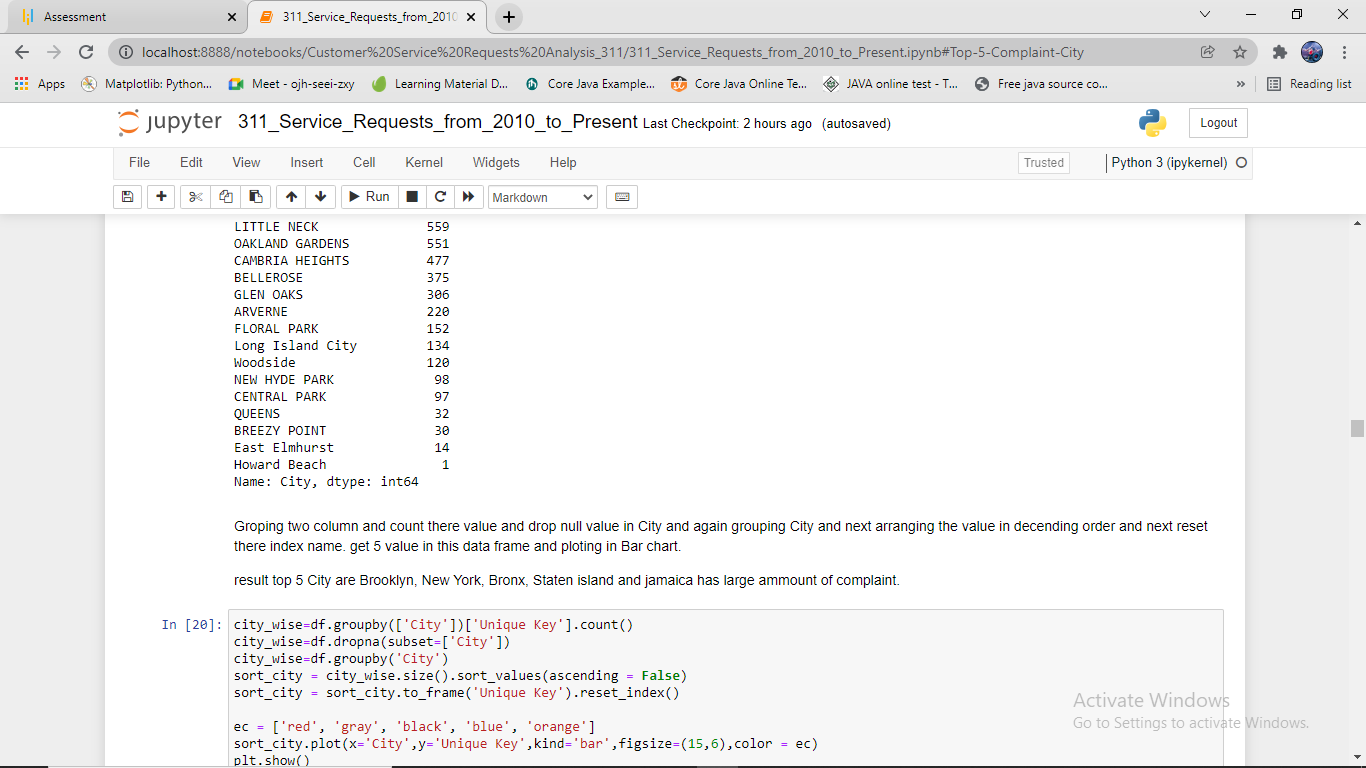 Assessment
311_Service_Requests_from_2010
localhost:8888/notebooks/Customer%20Service%20Requests%20Analysis_311/311_Service_Requests_from_2010_to_Present.ipynb#Top-5-Complaint-City
Apps Matplotlib: Python... Meet - ojh-seei-zxy Learning Material D... Core Java Example... Core Java Online Te... JAVA online test - T... Free java source co... » Reading list
jupyter 311_Service_Requests_from_2010_to_Present Last Checkpoint: 2 hours ago (autosaved) Logout
File Edit View Insert Cell Kernel Widgets Help Trusted Python 3 (ipykernel)
Run Markdown
LITTLE NECK 559
OAKLAND GARDENS 551
CAMBRIA HEIGHTS 477
BELLEROSE 375
GLEN OAKS 306
ARVERNE 220
FLORAL PARK 152
Long Island City 134
Woodside 120
NEW HYDE PARK 98
CENTRAL PARK 97
QUEENS 32
BREEZY POINT 30
East Elmhurst 14
Howard Beach 1
Name: City, dtype: int64
Groping two column and count there value and drop null value in City and again grouping City and next arranging the value in decending order and next reset
there index name. get 5 value in this data frame and ploting in Bar chart.
result top 5 City are Brooklyn, New York, Bronx, Staten island and jamaica has large ammount of complaint.
In [20]: city_wise=df.groupby(['City'])['Unique Key'].count()
city_wise=df.dropna(subset=['City'])
city_wise=df.groupby('City')
sort_city = city_wise.size().sort_values(ascending = False)
sort_city = sort_city.to_frame('Unique Key').reset_index()
ec = ['red', 'gray', 'black', 'blue', 'orange']
sort_city.plot(x='City',y='Unique Key',kind='bar',figsize=(15,6),color = ec)
plt.show()
Activate Windows
Go to Settings to activate Windows.